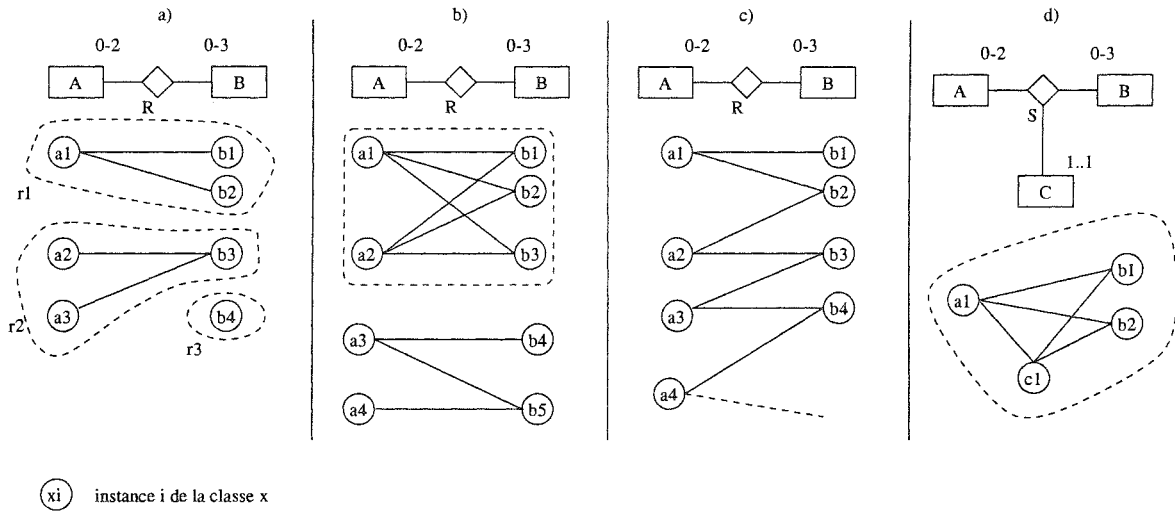 a)
0-2 0-3
A B
R
a1 b1
b2
r1
a2 b3
a3 b4
r2
r3
b)
0-2 0-3
A B
R
a1 b1
b2
a2 b3
a3 b4
a4 b5
c)
0-2 0-3
A B
R
a1 b1
b2
a2 b3
a3 b4
a4
d)
0-2 0-3
A B
S
1..1
C
b1
a1
b2
c1
xi instance i de la classe x